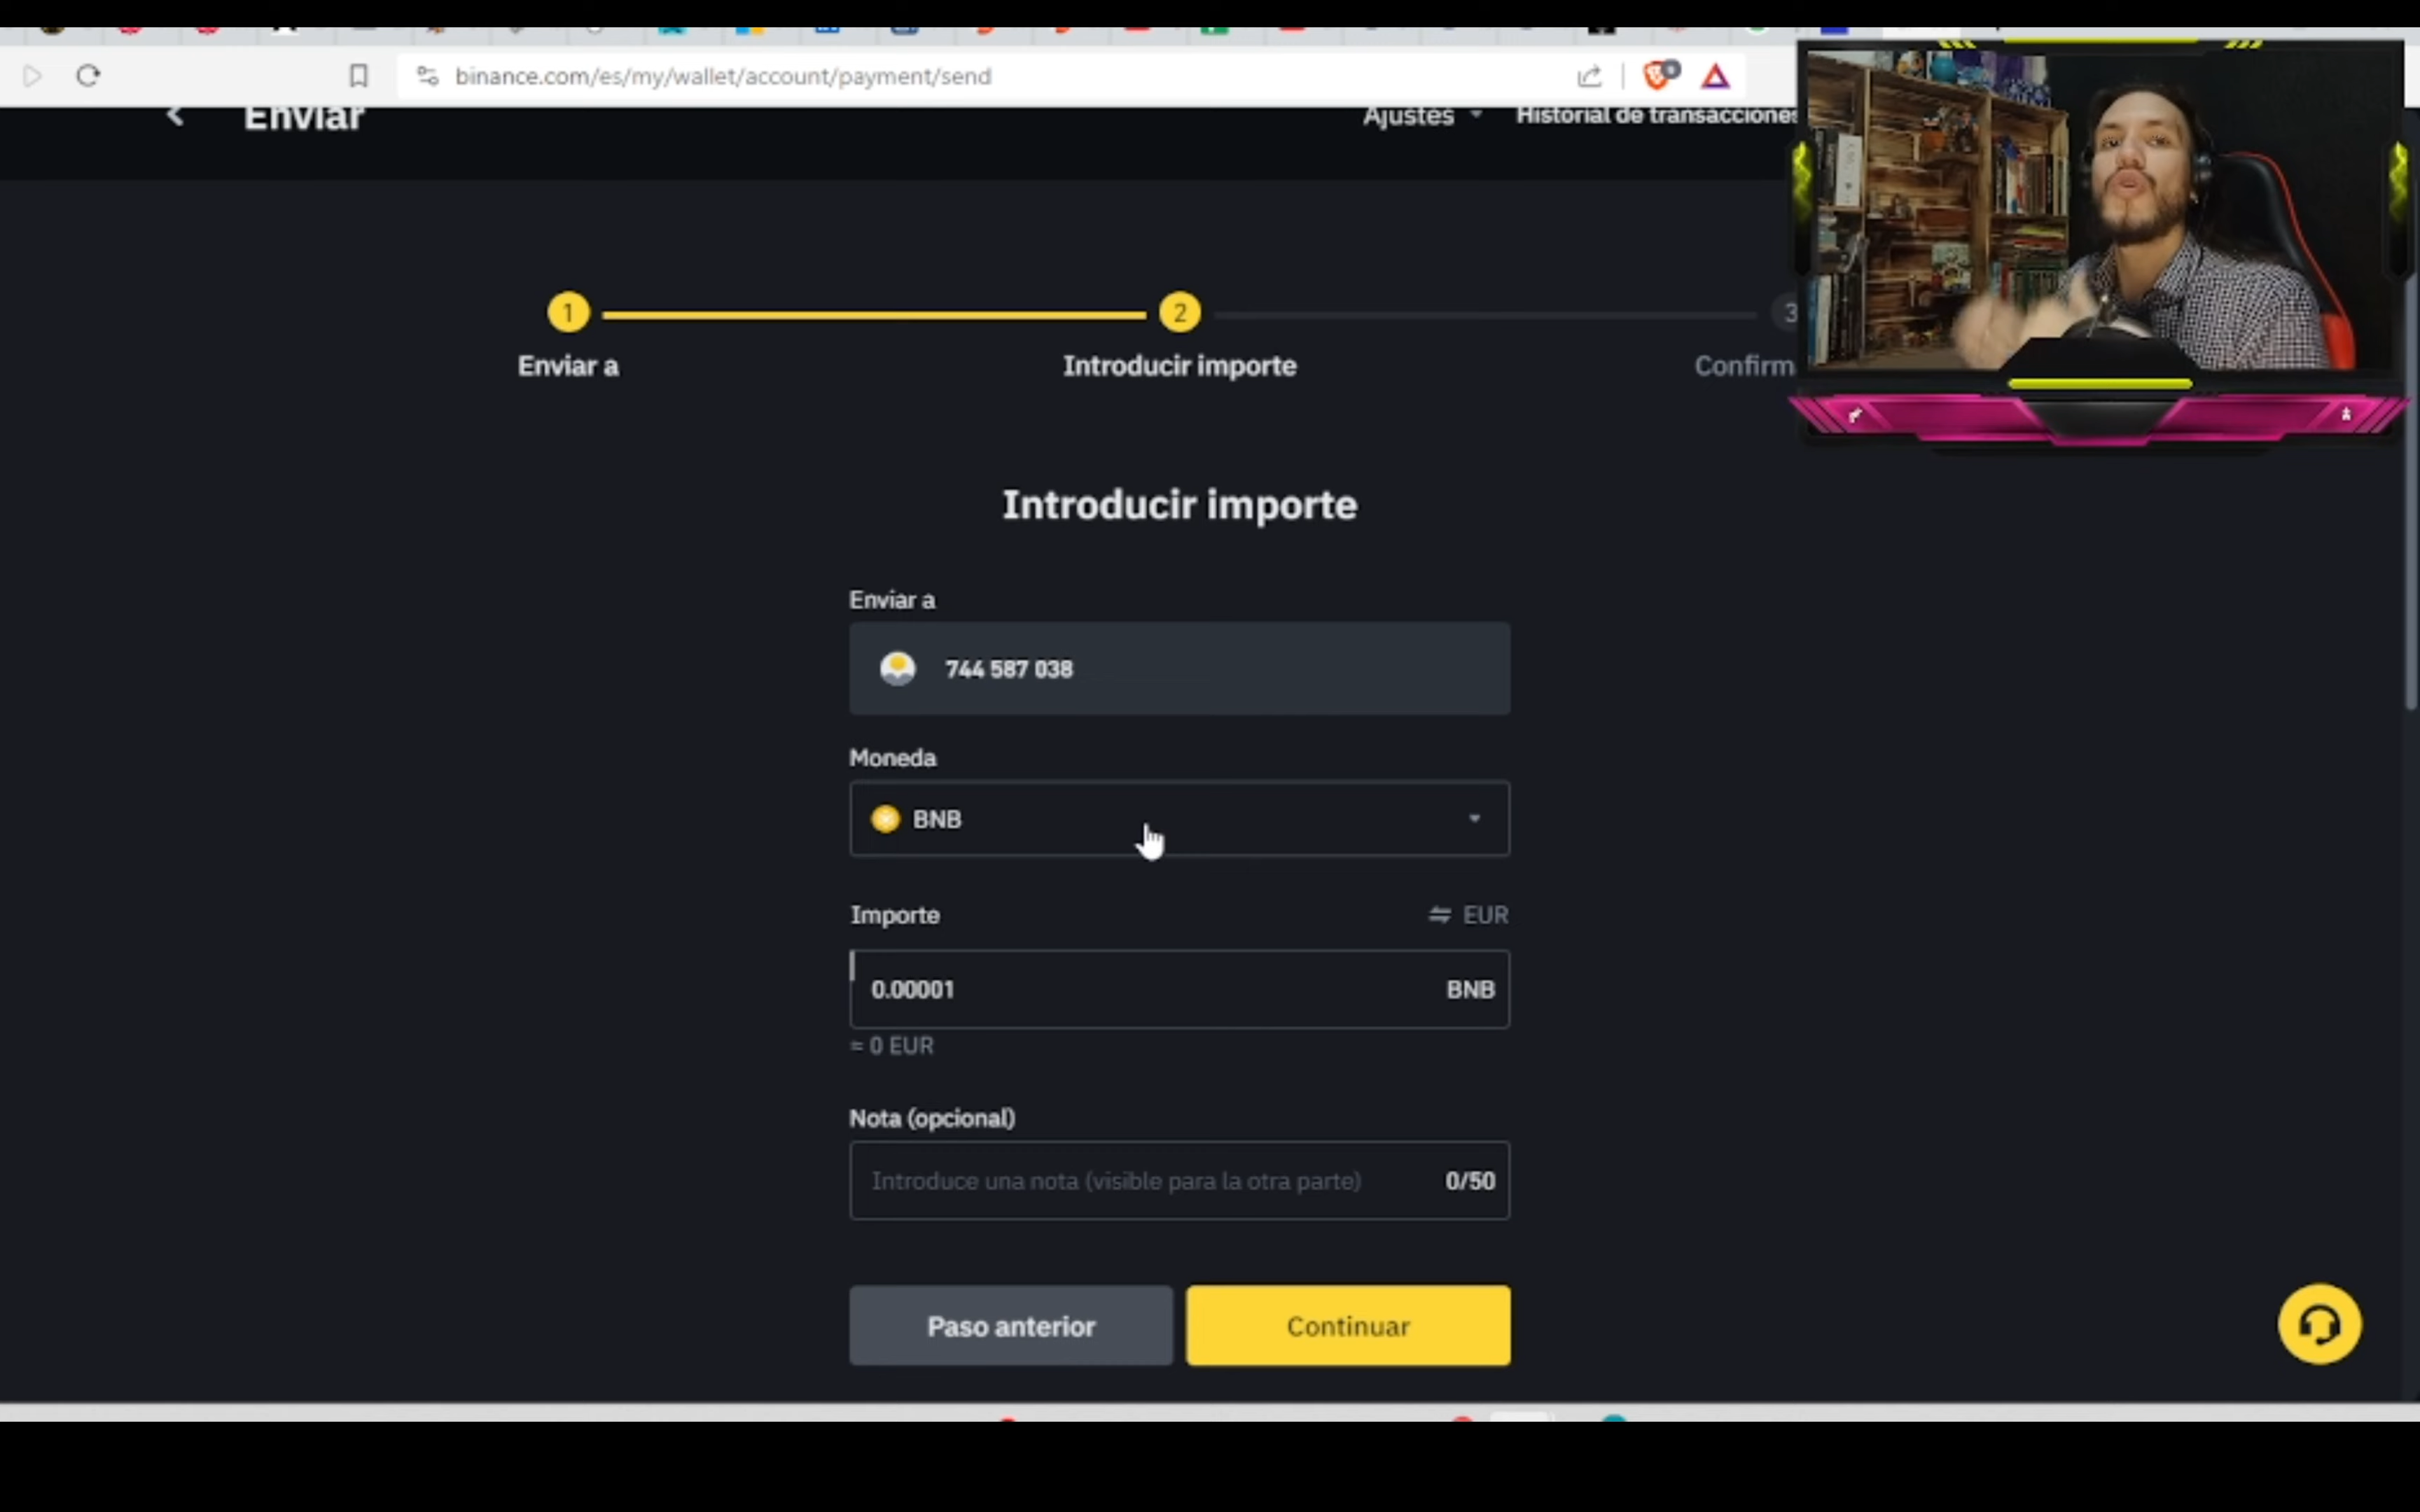 binance.com/es/my/wallet/account/payment/send
Enviar
Ajustes
Historial de transacciones
1
2
3
Enviar a
Introducir importe
Introducir importe
Enviar a
744 587 038
Moneda
BNB
Importe
EUR
0.00001
BNB
≈ 0 EUR
Nota (opcional)
Introduce una nota (visible para la otra parte)
0/50
Paso anterior
Continuar